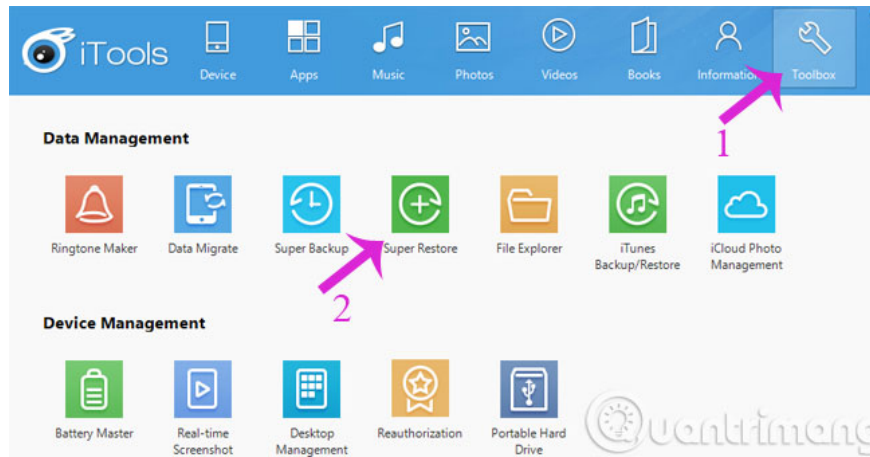 iTools
Device Apps Music Photos Videos Books Information Toolbox
1
Data Management
Ringtone Maker Data Migrate Super Backup Super Restore File Explorer iTunes iCloud Photo
Backup/Restore Management
2
Device Management
Battery Master Real-time Desktop Reauthorization Portable Hard
Screenshot Management Drive
Quantrimang